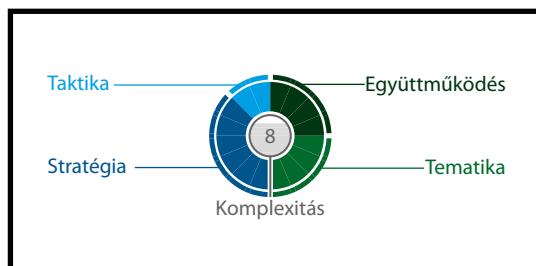 Taktika
Együttműködés
8
Stratégia
Tematika
Komplexitás